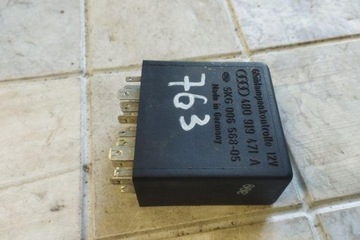 Glühlampenkontrolle 12V
4B0 919 471 A
5KG 006 568-05
Made in Germany
763